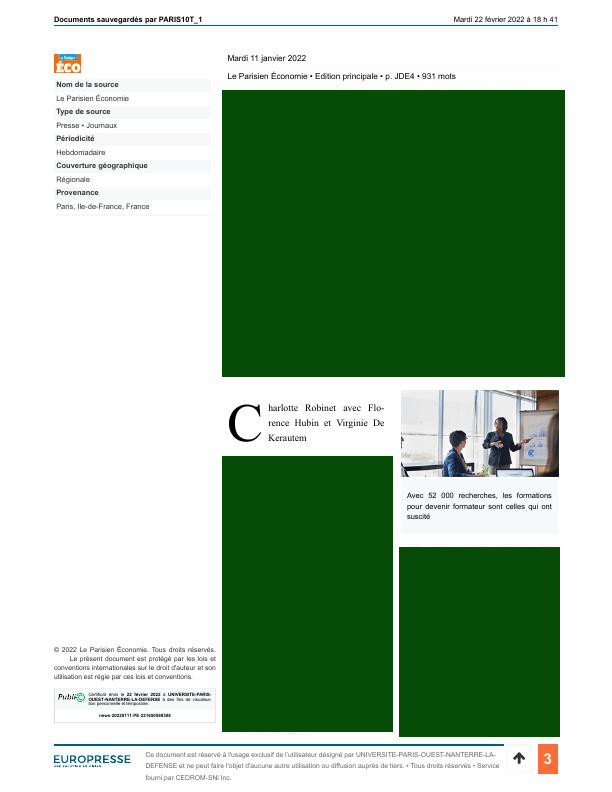 Documents sauvegardés par PARIS10T_1
Mardi 22 février 2022 à 18 h 41
Le Parisien
ÉCO
Nom de la source
Le Parisien Économie
Type de source
Presse • Journaux
Périodicité
Hebdomadaire
Couverture géographique
Régionale
Provenance
Paris, Ile-de-France, France
Mardi 11 janvier 2022
Le Parisien Économie • Edition principale • p. JDE4 • 931 mots
Charlotte Robinet avec Flo-
rence Hubin et Virginie De
Kerautem
Avec 52 000 recherches, les formations
pour devenir formateur sont celles qui ont
suscité
© 2022 Le Parisien Économie. Tous droits réservés.
Le présent document est protégé par les lois et
conventions internationales sur le droit d'auteur et son
utilisation est régie par ces lois et conventions.
Public©
Certificat émis le 22 février 2022 à UNIVERSITE-PARIS-
OUEST-NANTERRE-LA-DEFENSE à des fins de visualisa-
tion personnelle et temporaire.
news·20220111·PE·221650589308
EUROPRESSE
Ce document est réservé à l'usage exclusif de l'utilisateur désigné par UNIVERSITE-PARIS-OUEST-NANTERRE-LA-
DEFENSE et ne peut faire l'objet d'aucune autre utilisation ou diffusion auprès de tiers. • Tous droits réservés • Service
fourni par CEDROM-SNi Inc.
3